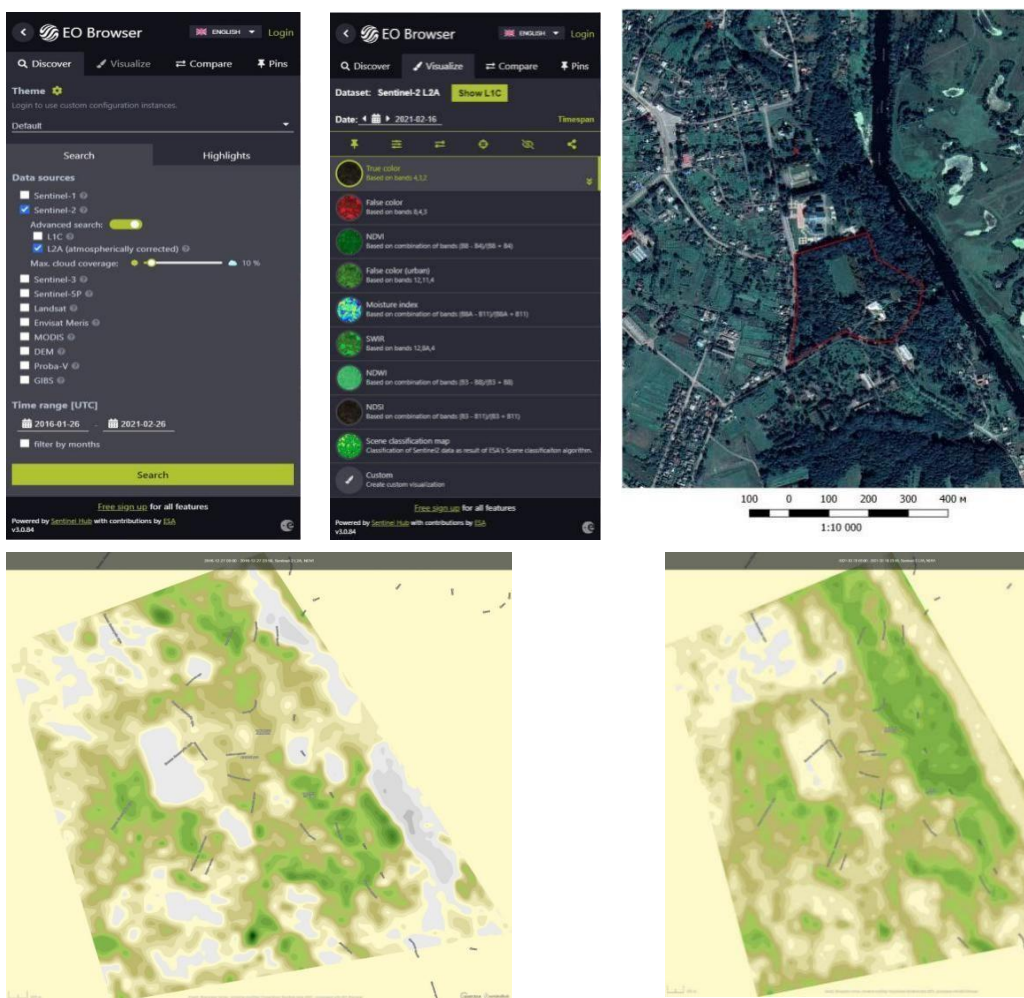 EO Browser
ENGLISH
Login
Discover
Visualize
Compare
Pins
Theme
Login to use custom configuration instances.
Default
Search
Highlights
Data sources
Sentinel-1
Sentinel-2
Advanced search:
L1C
L2A (atmospherically corrected)
Max. cloud coverage:
10 %
Sentinel-3
Sentinel-5P
Landsat
Envisat Meris
MODIS
DEM
Proba-V
GIBS
Time range [UTC]
2016-01-26 - 2021-02-26
filter by months
Search
Free sign up for all features
Powered by Sentinel Hub with contributions by ESA
v3.0.84
EO Browser
ENGLISH
Login
Discover
Visualize
Compare
Pins
Dataset: Sentinel-2 L2A
Show L1C
Date: 2021-02-16
Timespan
True color
Based on bands 4,3,2
False color
Based on bands 8,4,3
NDVI
Based on combination of bands (B8 - B4)/(B8 + B4)
False color (urban)
Based on bands 12,11,4
Moisture index
Based on combination of bands (B8A - B11)/(B8A + B11)
SWIR
Based on bands 12,8A,4
NDWI
Based on combination of bands (B3 - B8)/(B3 + B8)
NDSI
Based on combination of bands (B3 - B11)/(B3 + B11)
Scene classification map
Classification of Sentinel2 data as result of ESA's Scene classification algorithm.
Custom
Create custom visualization
Free sign up for all features
Powered by Sentinel Hub with contributions by ESA
v3.0.84
100 0 100 200 300 400 м
1:10 000